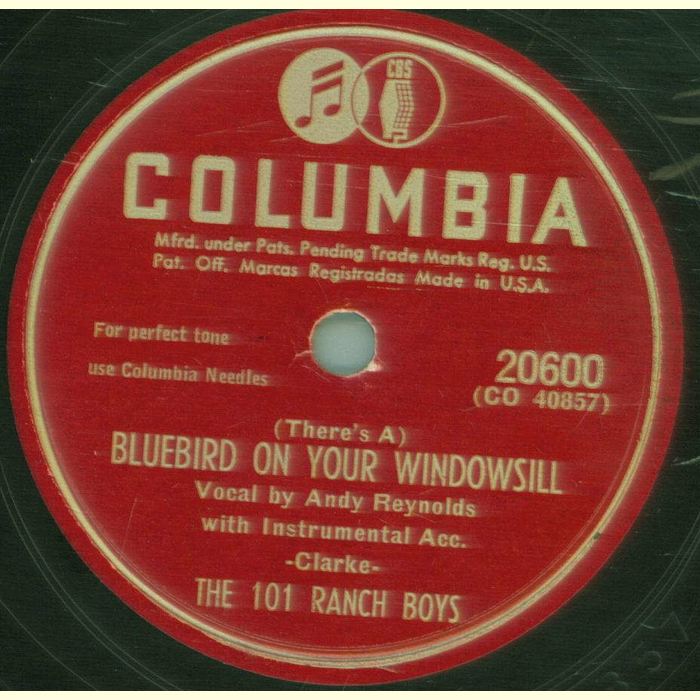 CBS
COLUMBIA
Mfrd. under Pats. Pending Trade Marks Reg. U.S.
Pat. Off. Marcas Registradas Made in U.S.A.
For perfect tone
use Columbia Needles
20600
(CO 40857)
(There's A)
BLUEBIRD ON YOUR WINDOWSILL
Vocal by Andy Reynolds
with Instrumental Acc.
-Clarke-
THE 101 RANCH BOYS